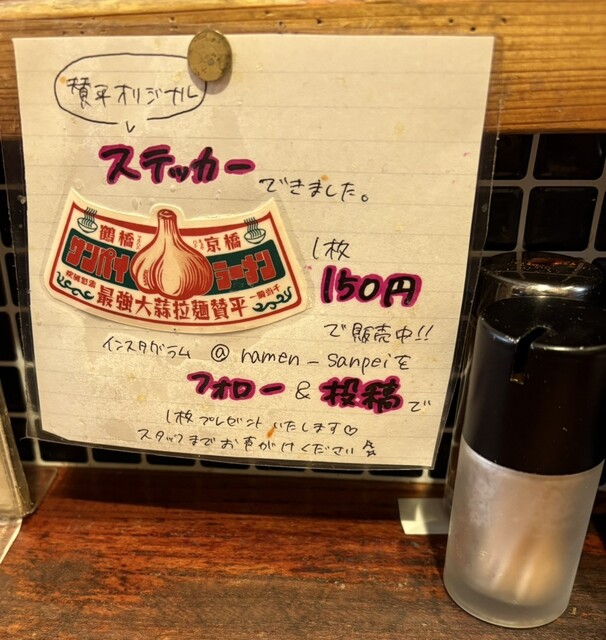 賛平オリジナル
ステッカー
できました。
鶴橋 京橋
サンパイ ラーメン
最強大蒜拉麺賛平
1枚
150円
で販売中!!
インスタグラム @ramen_sanpeiを
フォロー&投稿で
1枚プレゼントいたします♡
スタッフまでお声がけください